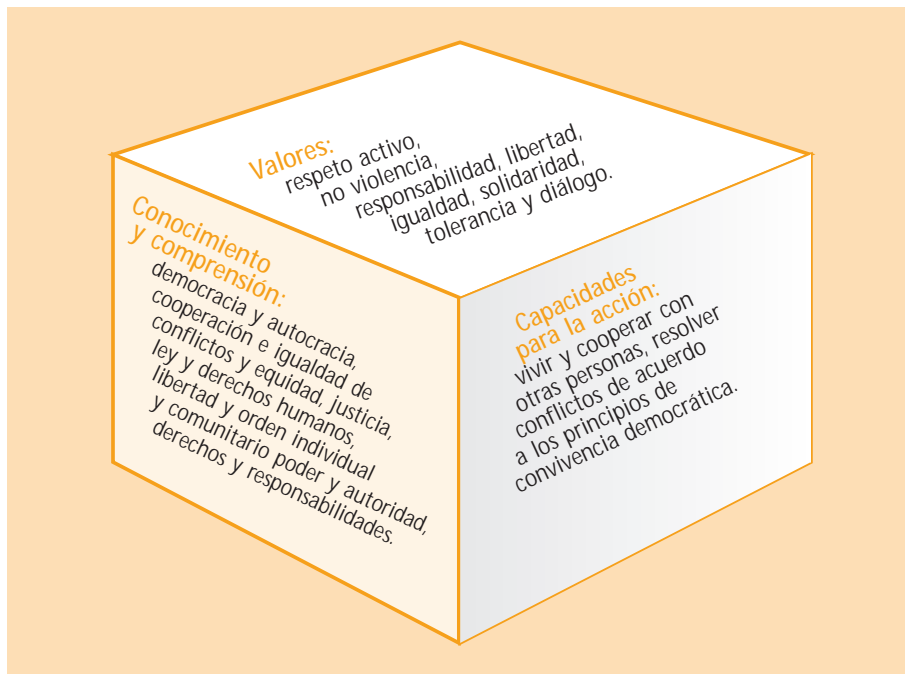 Valores:
respeto activo,
no violencia,
responsabilidad, libertad,
igualdad, solidaridad,
tolerancia y diálogo.
Conocimiento
y comprensión:
democracia y autocracia,
cooperación e igualdad de
conflictos y equidad, justicia,
ley y derechos humanos,
libertad y orden individual
y comunitario poder y autoridad,
derechos y responsabilidades.
Capacidades
para la acción:
vivir y cooperar con
otras personas, resolver
conflictos de acuerdo
a los principios de
convivencia democrática.